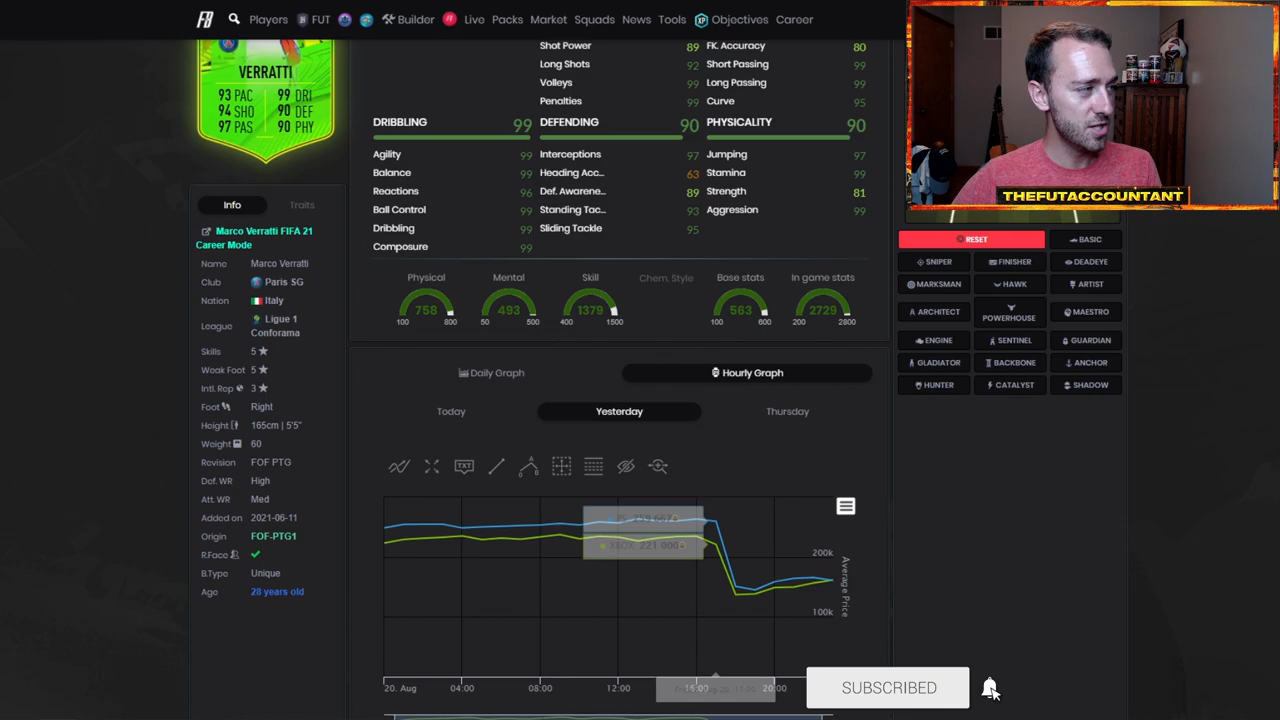 FB Players FUT Builder Live Packs Market Squads News Tools XP Objectives Career
VERRATTI
93 PAC 99 DRI
94 SHO 90 DEF
97 PAS 90 PHY
Shot Power 89 FK. Accuracy 80
Long Shots 92 Short Passing 99
Volleys 99 Long Passing 99
Penalties 99 Curve 95
DRIBBLING 99 DEFENDING 90 PHYSICALITY 90
Agility 99 Interceptions 97 Jumping 97
Balance 99 Heading Acc... 63 Stamina 99
Reactions 96 Def. Awarene... 89 Strength 81
Ball Control 99 Standing Tac... 93 Aggression 99
Dribbling 99 Sliding Tackle 95
Composure 99
Physical Mental Skill Chem. Style Base stats In game stats
758 493 1379 563 2729
100 800 50 500 400 1500 100 600 200 2800
Info Traits
Marco Verratti FIFA 21
Career Mode
Name Marco Verratti
Club Paris SG
Nation Italy
League Ligue 1
Conforama
Skills 5
Weak Foot 5
Intl. Rep 3
Foot Right
Height 165cm | 5'5"
Weight 60
Revision FOF PTG
Def. WR High
Att. WR Med
Added on 2021-06-11
Origin FOF-PTG1
R.Face
B.Type Unique
Age 28 years old
Daily Graph Hourly Graph
Today Yesterday Thursday
TXT
XBOX 221 000
200k
100k
Average Price
20. Aug 04:00 08:00 12:00 16:00 20:00
THEFUTACCOUNTANT
RESET BASIC
SNIPER FINISHER DEADEYE
MARKSMAN HAWK ARTIST
ARCHITECT POWERHOUSE MAESTRO
ENGINE SENTINEL GUARDIAN
GLADIATOR BACKBONE ANCHOR
HUNTER CATALYST SHADOW
SUBSCRIBED